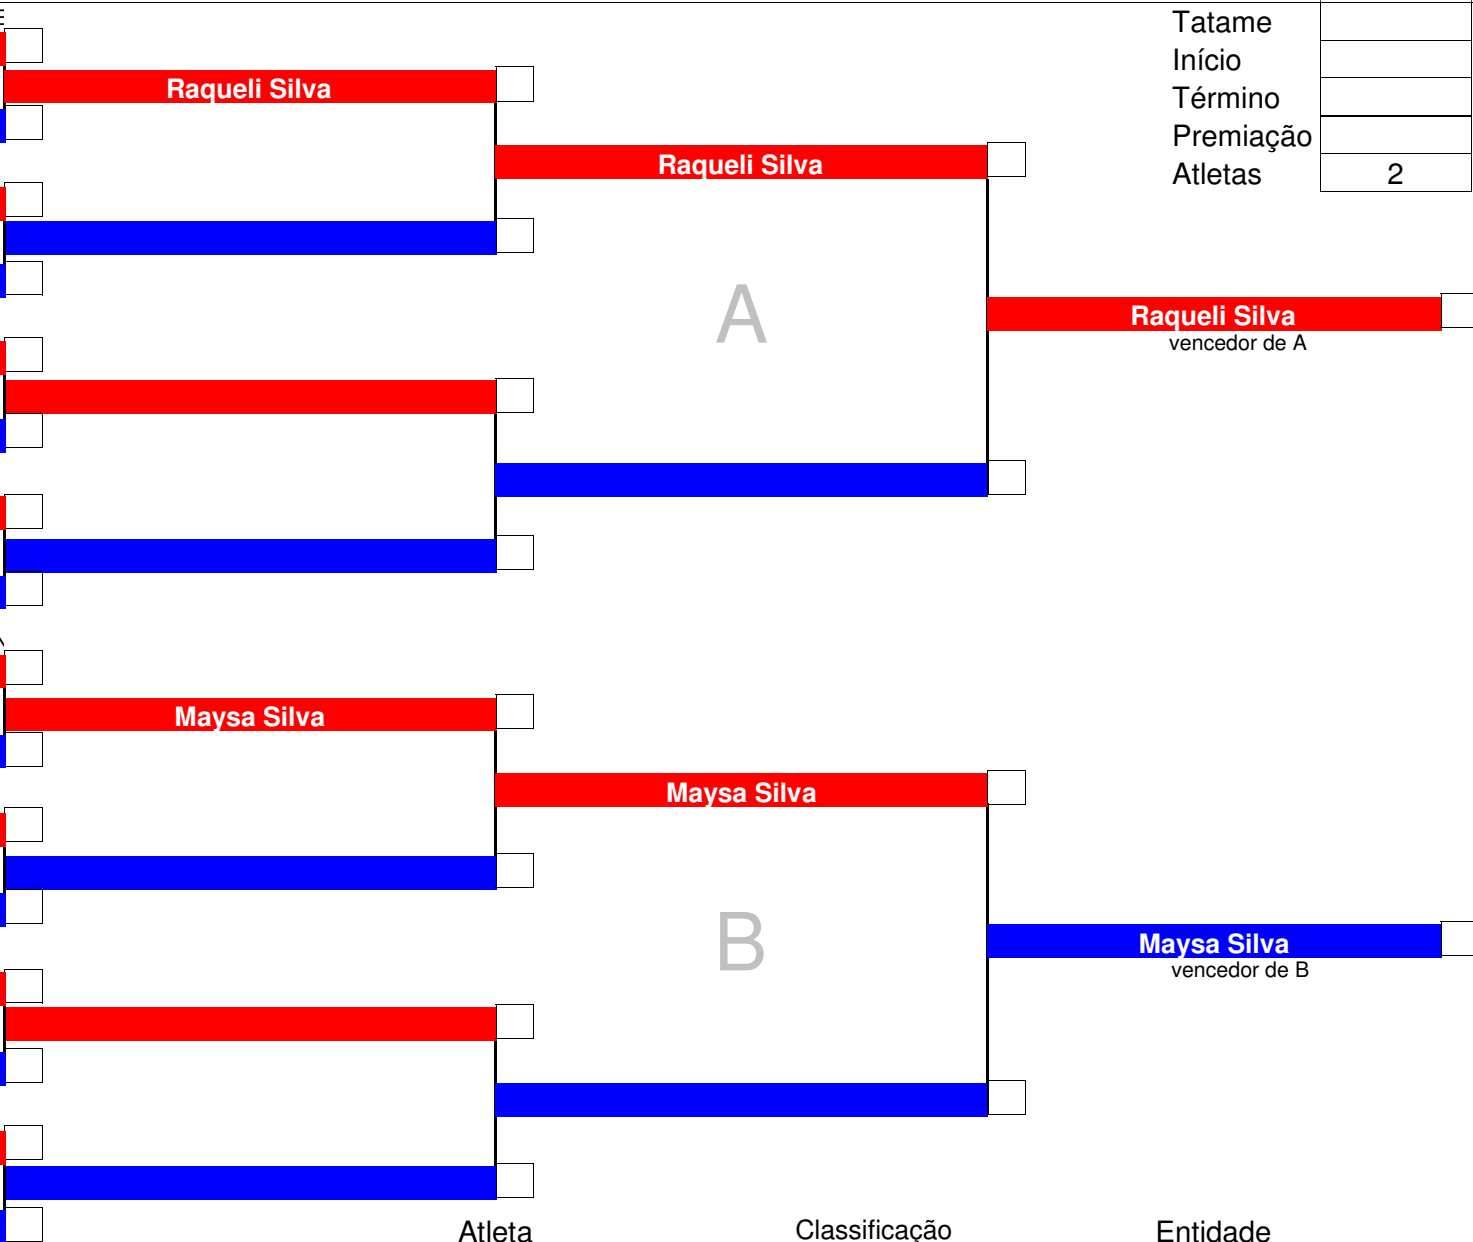 Tatame
Início
Término
Premiação
Atletas 2
Raqueli Silva
Raqueli Silva
A
Raqueli Silva
vencedor de A
Maysa Silva
Maysa Silva
B
Maysa Silva
vencedor de B
Atleta Classificação Entidade